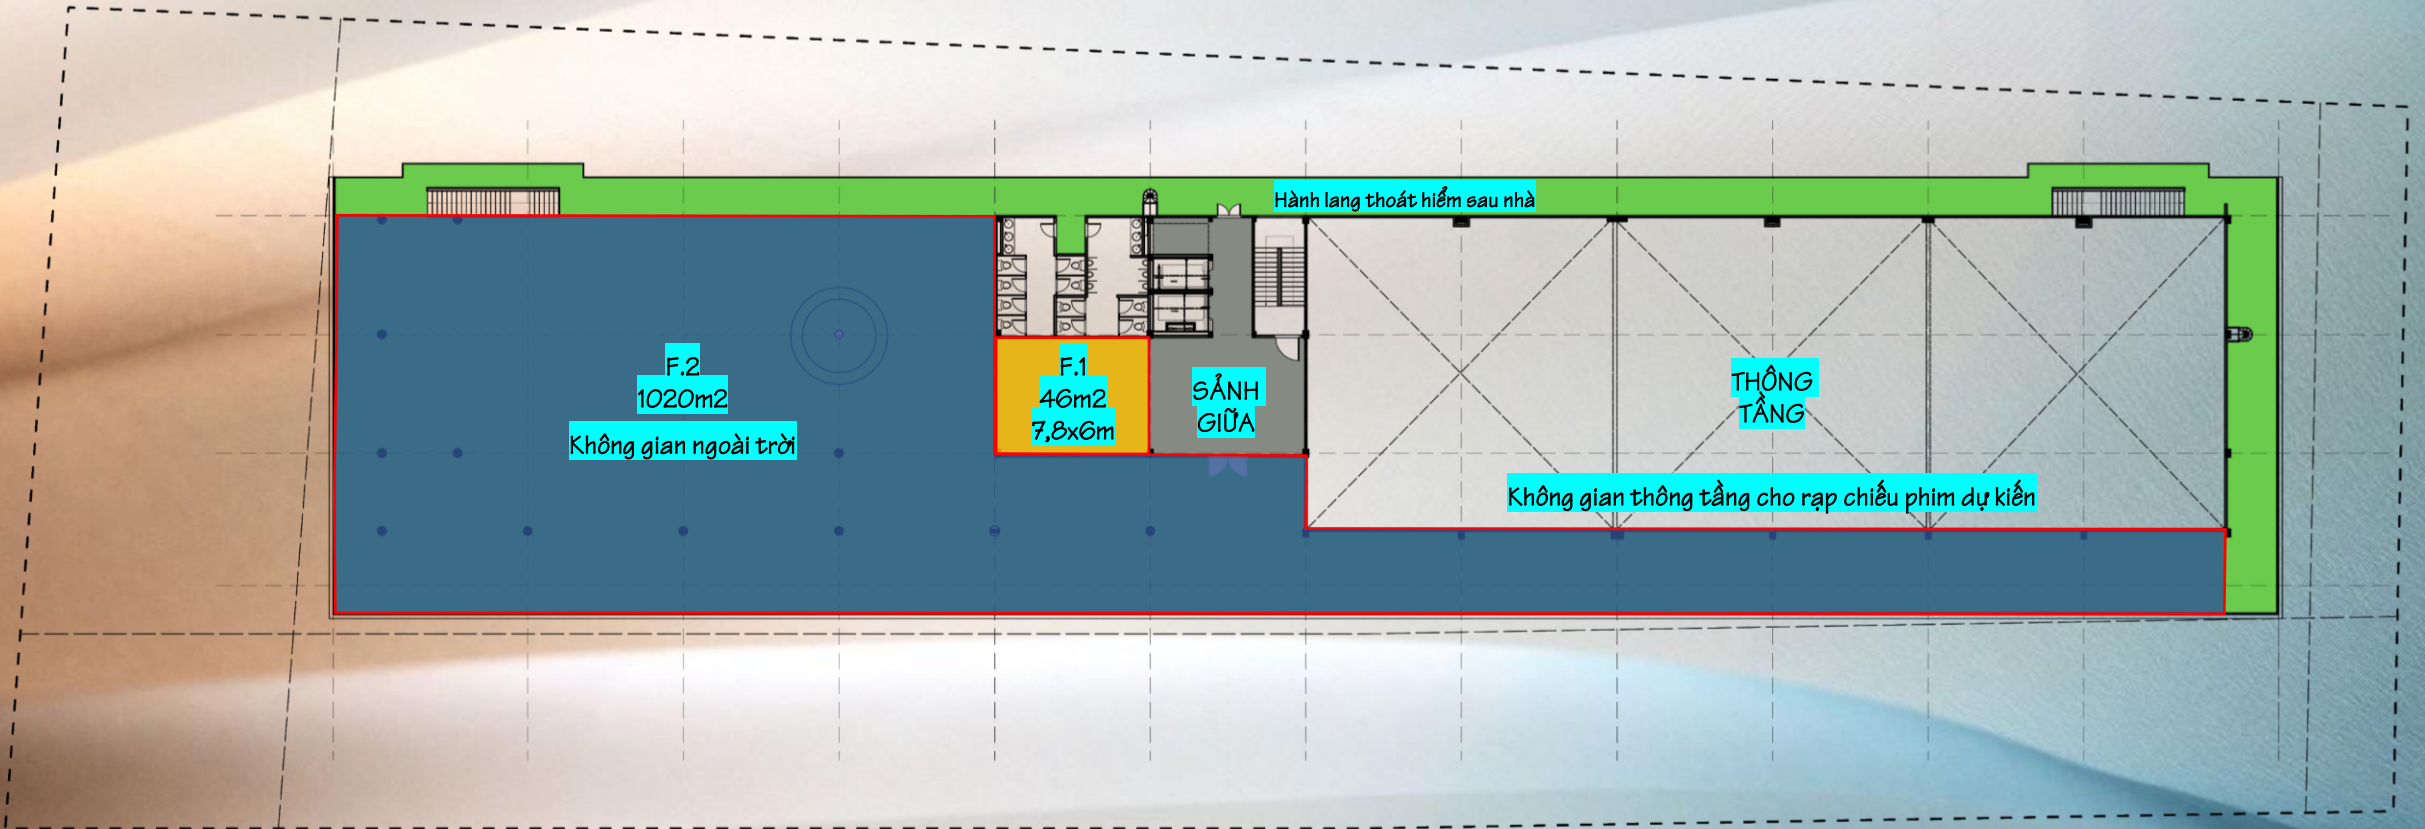 Hành lang thoát hiểm sau nhà
F.2
1020m2
Không gian ngoài trời
F.1
46m2
7,8x6m
SẢNH
GIỮA
THÔNG
TẦNG
Không gian thông tầng cho rạp chiếu phim dự kiến